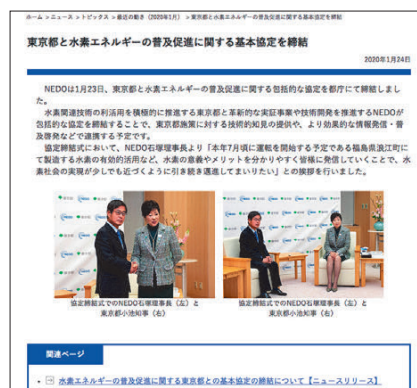 ホーム > ニュース > トピックス > 最近の動き（2020年1月） > 東京都と水素エネルギーの普及促進に関する基本協定を締結
東京都と水素エネルギーの普及促進に関する基本協定を締結
2020年1月24日
NEDOは1月23日、東京都と水素エネルギーの普及促進に関する包括的な協定を都庁にて締結しまし
た。
水素関連技術の利活用を積極的に推進する東京都と革新的な実証事業や技術開発を推進するNEDOが
包括的な協定を締結することで、東京都施策に対する技術的知見の提供や、より効果的な情報発信・普
及啓発などで連携する予定です。
協定締結式において、NEDO石塚理事長より「本年7月頃に運転を開始する予定である福島県浪江町に
て製造する水素の有効的活用など、水素の意義やメリットを分かりやすく皆様に発信していくことで、水
素社会の実現が少しでも近づくように引き続き邁進してまいりたい」との挨拶を行いました。
協定締結式でのNEDO石塚理事長（左）と
東京都小池知事（右）
協定締結式でのNEDO石塚理事長（左）と
東京都小池知事（右）
関連ページ
水素エネルギーの普及促進に関する東京都との基本協定の締結について【ニュースリリース】